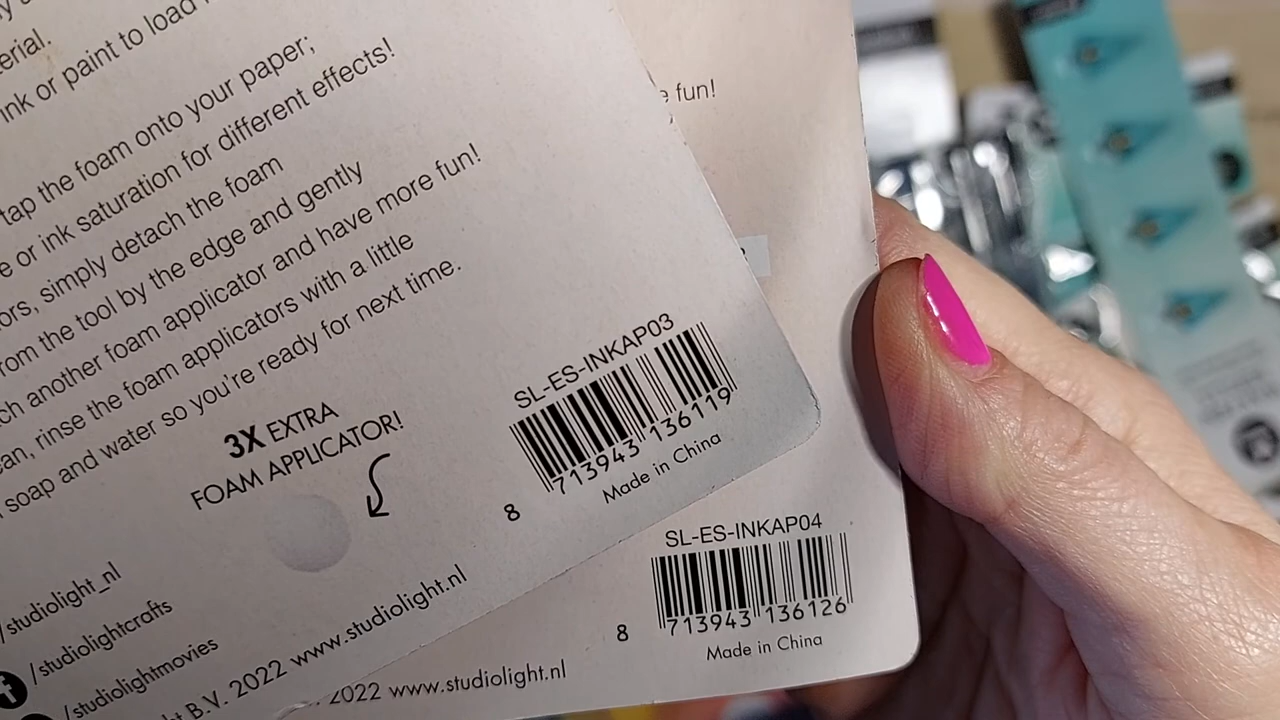 erial.
ink or paint to load
tap the foam onto your paper;
e or ink saturation for different effects!
ors, simply detach the foam
rom the tool by the edge and gently
ch another foam applicator and have more fun!
ean, rinse the foam applicators with a little
soap and water so you're ready for next time.
3X EXTRA
FOAM APPLICATOR!
SL-ES-INKAP03
8 713943 136119
Made in China
/studiolight_nl
/studiolightcrafts
/studiolightmovies
ht B.V. 2022 www.studiolight.nl
e fun!
SL-ES-INKAP04
8 713943 136126
Made in China
2022 www.studiolight.nl